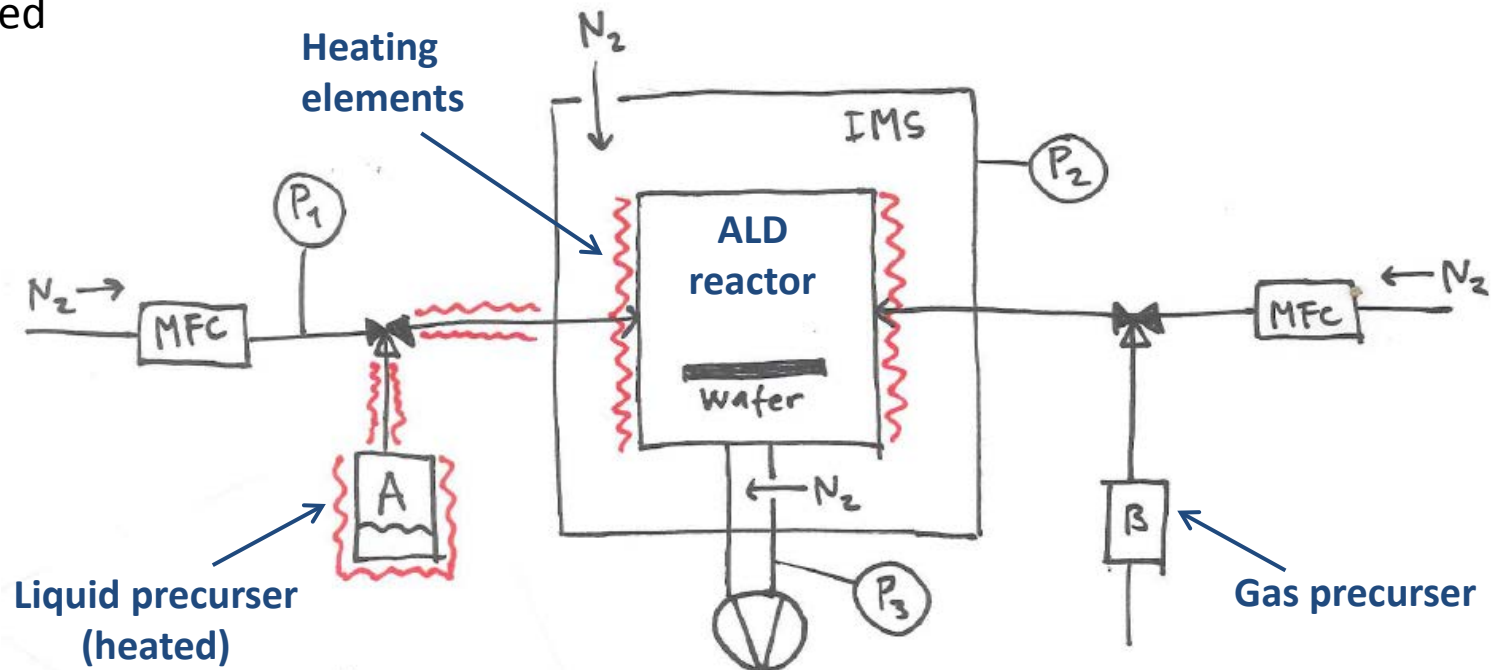 ed
Heating
elements
N₂
IMS
P₂
P₁
ALD
reactor
N₂
MFC
MFC
N₂
wafer
A
N₂
B
Liquid precurser
(heated)
P₃
Gas precurser